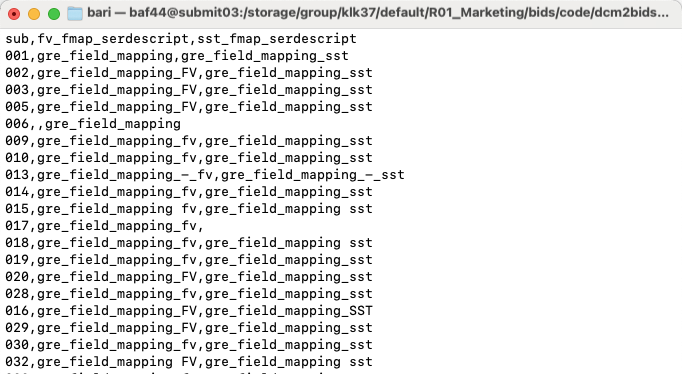 bari — baf44@submit03:/storage/group/klk37/default/R01_Marketing/bids/code/dcm2bids...
sub,fv_fmap_serdescript,sst_fmap_serdescript
001,gre_field_mapping,gre_field_mapping_sst
002,gre_field_mapping_FV,gre_field_mapping_sst
003,gre_field_mapping_FV,gre_field_mapping_sst
005,gre_field_mapping_FV,gre_field_mapping_sst
006,,gre_field_mapping
009,gre_field_mapping_fv,gre_field_mapping_sst
010,gre_field_mapping_fv,gre_field_mapping_sst
013,gre_field_mapping_-_fv,gre_field_mapping_-_sst
014,gre_field_mapping_fv,gre_field_mapping_sst
015,gre_field_mapping fv,gre_field_mapping sst
017,gre_field_mapping_fv,
018,gre_field_mapping_fv,gre_field_mapping sst
019,gre_field_mapping_fv,gre_field_mapping_sst
020,gre_field_mapping_FV,gre_field_mapping_sst
028,gre_field_mapping_fv,gre_field_mapping_sst
016,gre_field_mapping_FV,gre_field_mapping_SST
029,gre_field_mapping_FV,gre_field_mapping_sst
030,gre_field_mapping_fv,gre_field_mapping_sst
032,gre_field_mapping FV,gre_field_mapping sst